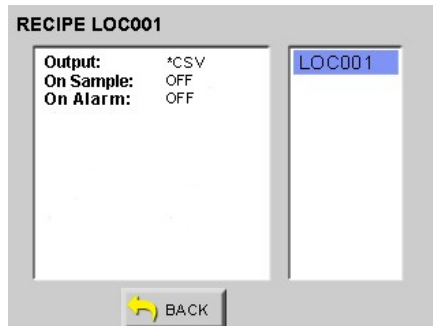 RECIPE LOC001
Output: *CSV
On Sample: OFF
On Alarm: OFF
LOC001
BACK